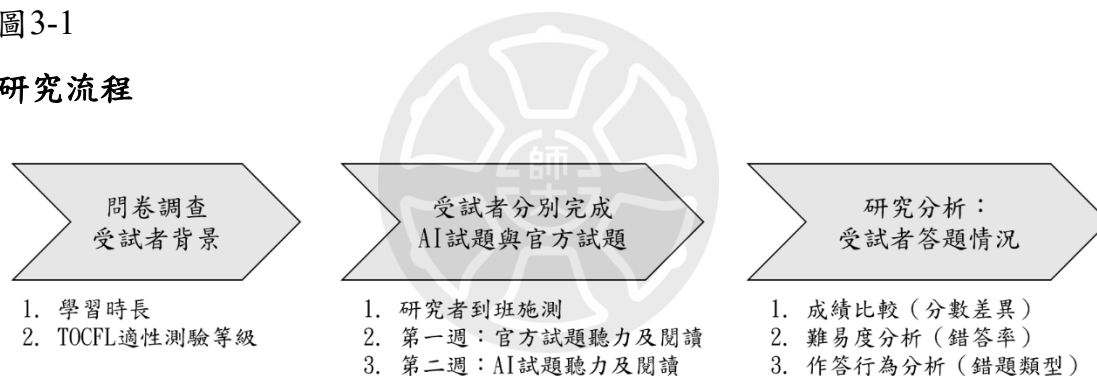 圖3-1
研究流程
問卷調查
受試者背景
1. 學習時長
2. TOCFL適性測驗等級
師大
受試者分別完成
AI試題與官方試題
1. 研究者到班施測
2. 第一週：官方試題聽力及閱讀
3. 第二週：AI試題聽力及閱讀
研究分析：
受試者答題情況
1. 成績比較（分數差異）
2. 難易度分析（錯答率）
3. 作答行為分析（錯題類型）